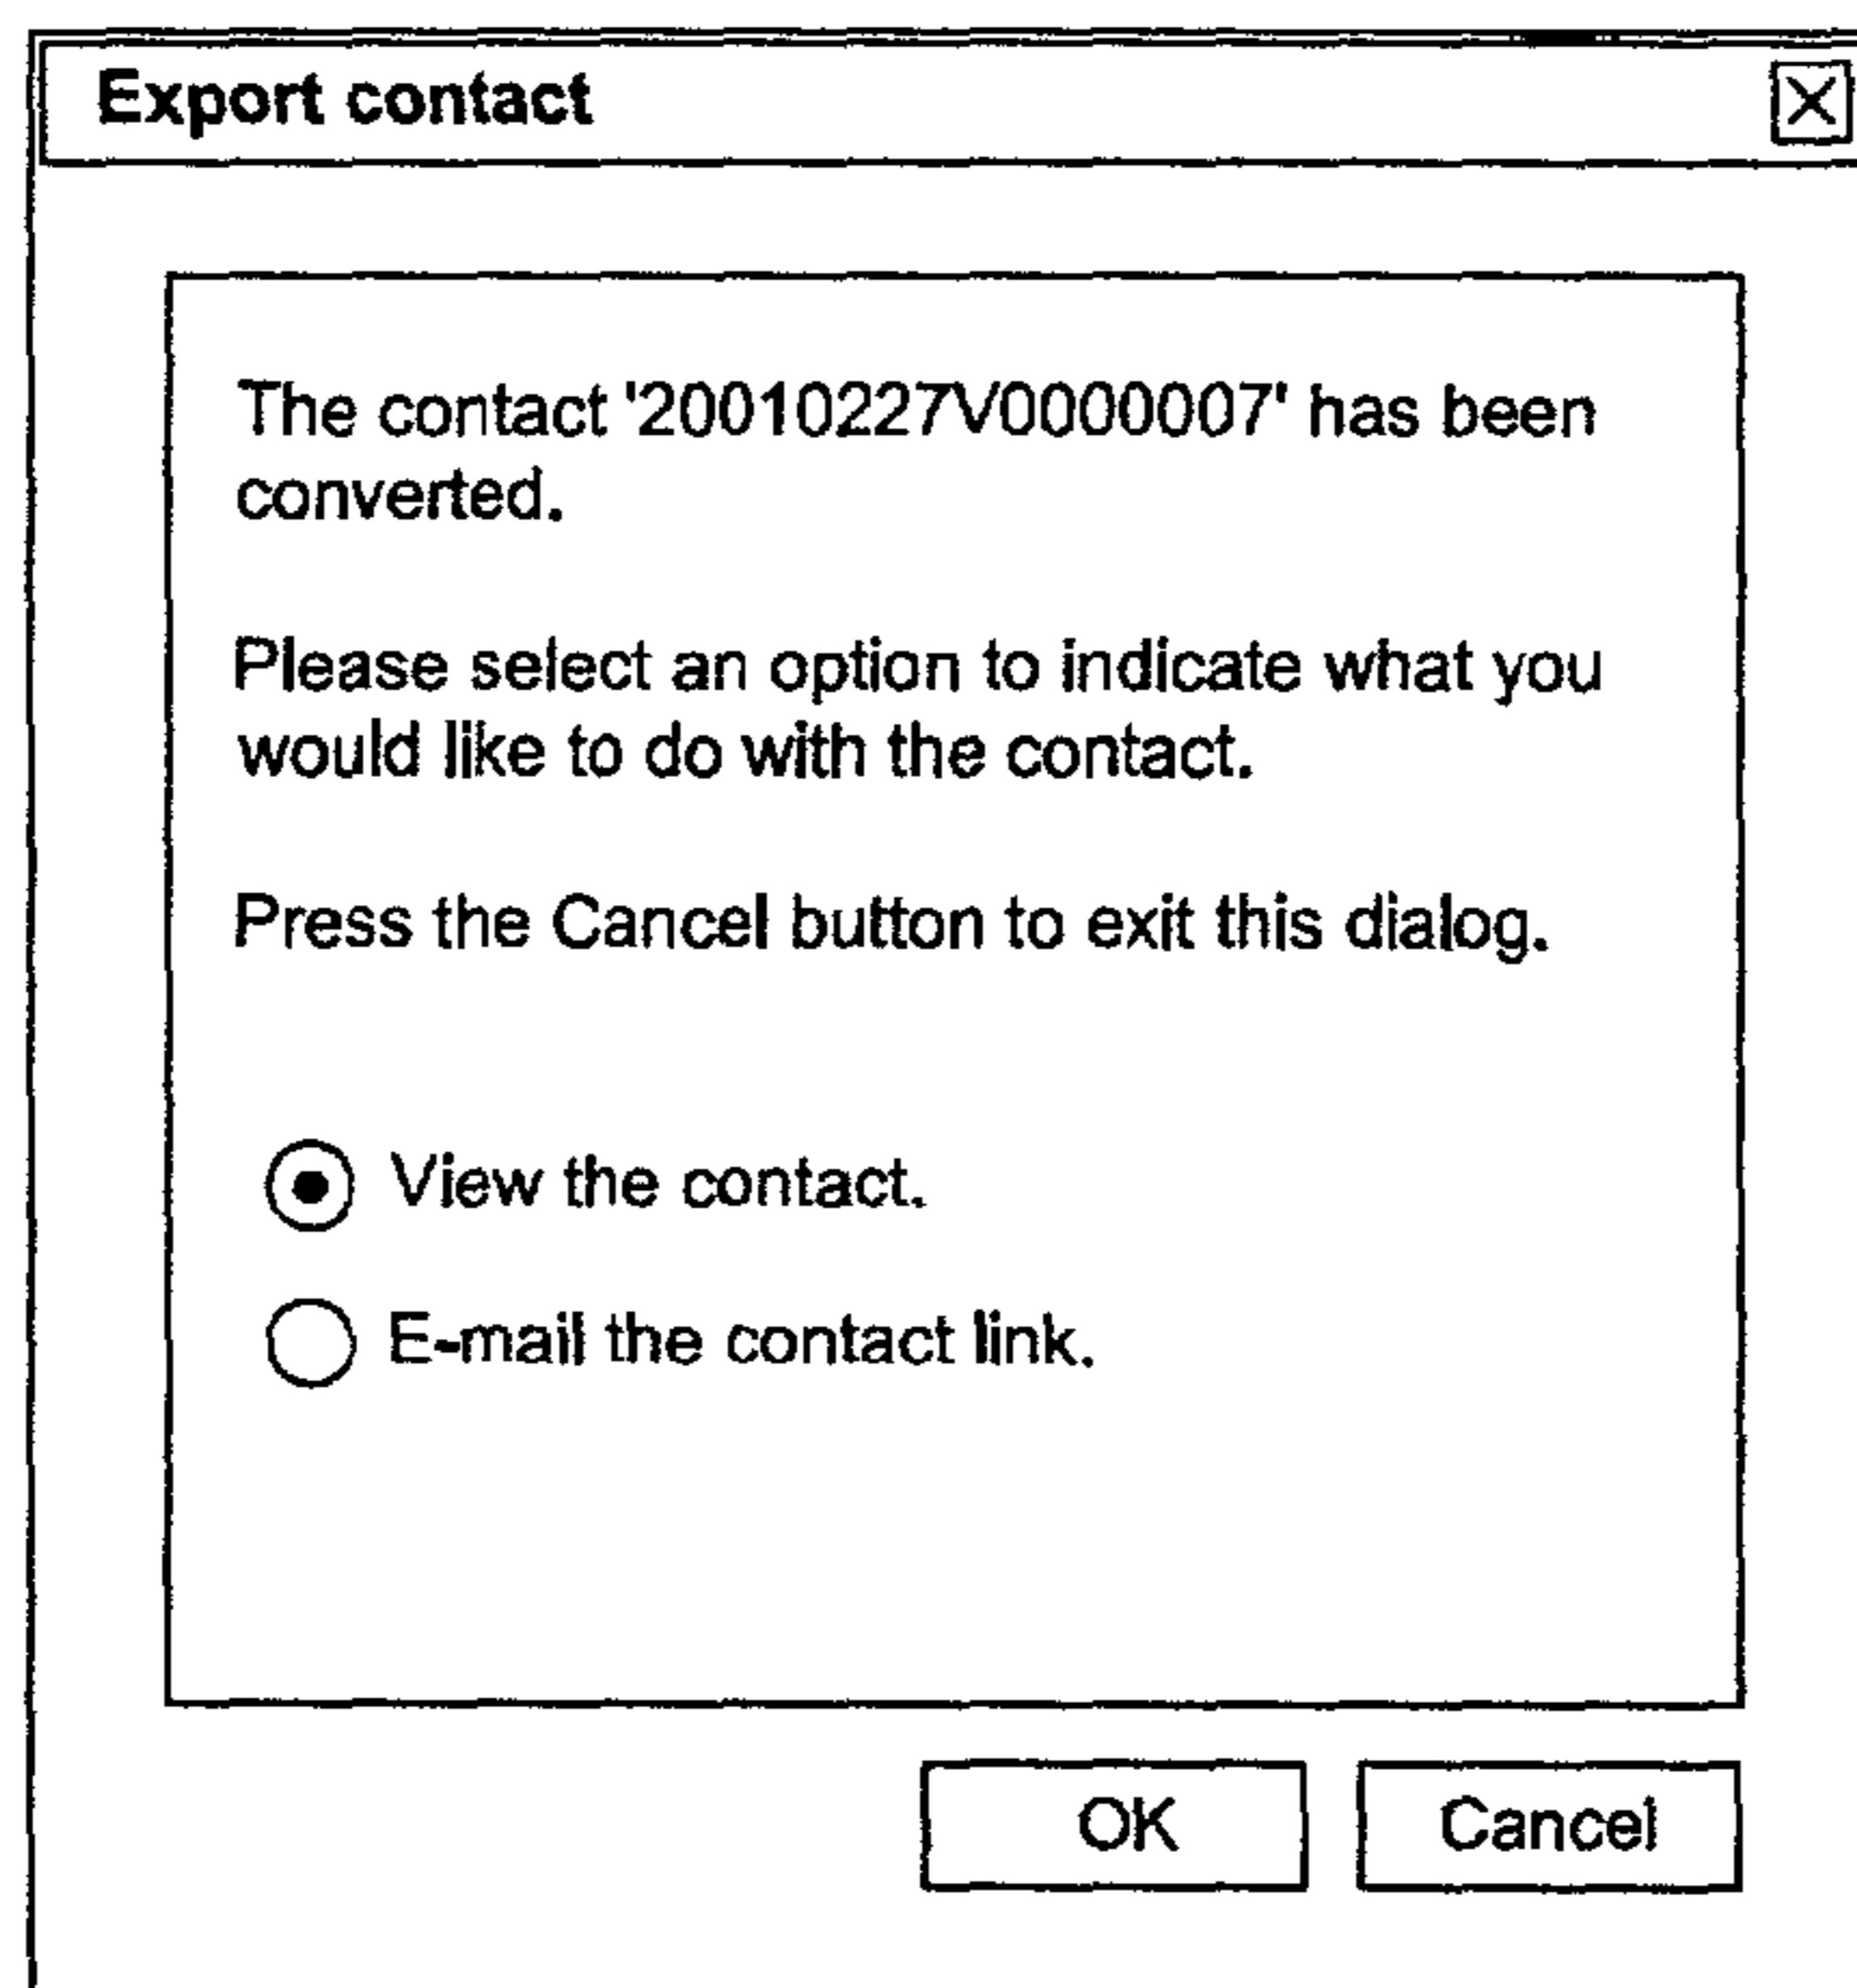 Export contact
The contact '20010227V0000007' has been
converted.
Please select an option to indicate what you
would like to do with the contact.
Press the Cancel button to exit this dialog.
View the contact.
E-mail the contact link.
OK Cancel